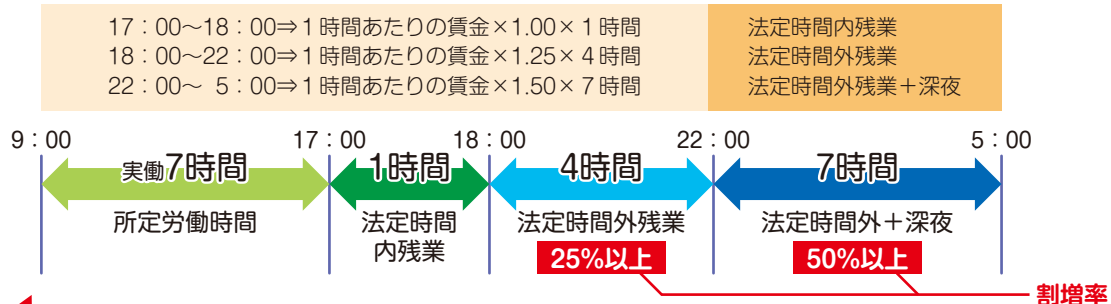 17：00～18：00⇒1時間あたりの賃金×1.00×1時間　法定時間内残業
18：00～22：00⇒1時間あたりの賃金×1.25×4時間　法定時間外残業
22：00～ 5：00⇒1時間あたりの賃金×1.50×7時間　法定時間外残業＋深夜
9：00　17：00　18：00　22：00　5：00
実働7時間　1時間　4時間　7時間
所定労働時間　法定時間　法定時間外残業　法定時間外＋深夜
内残業
25%以上　50%以上
割増率